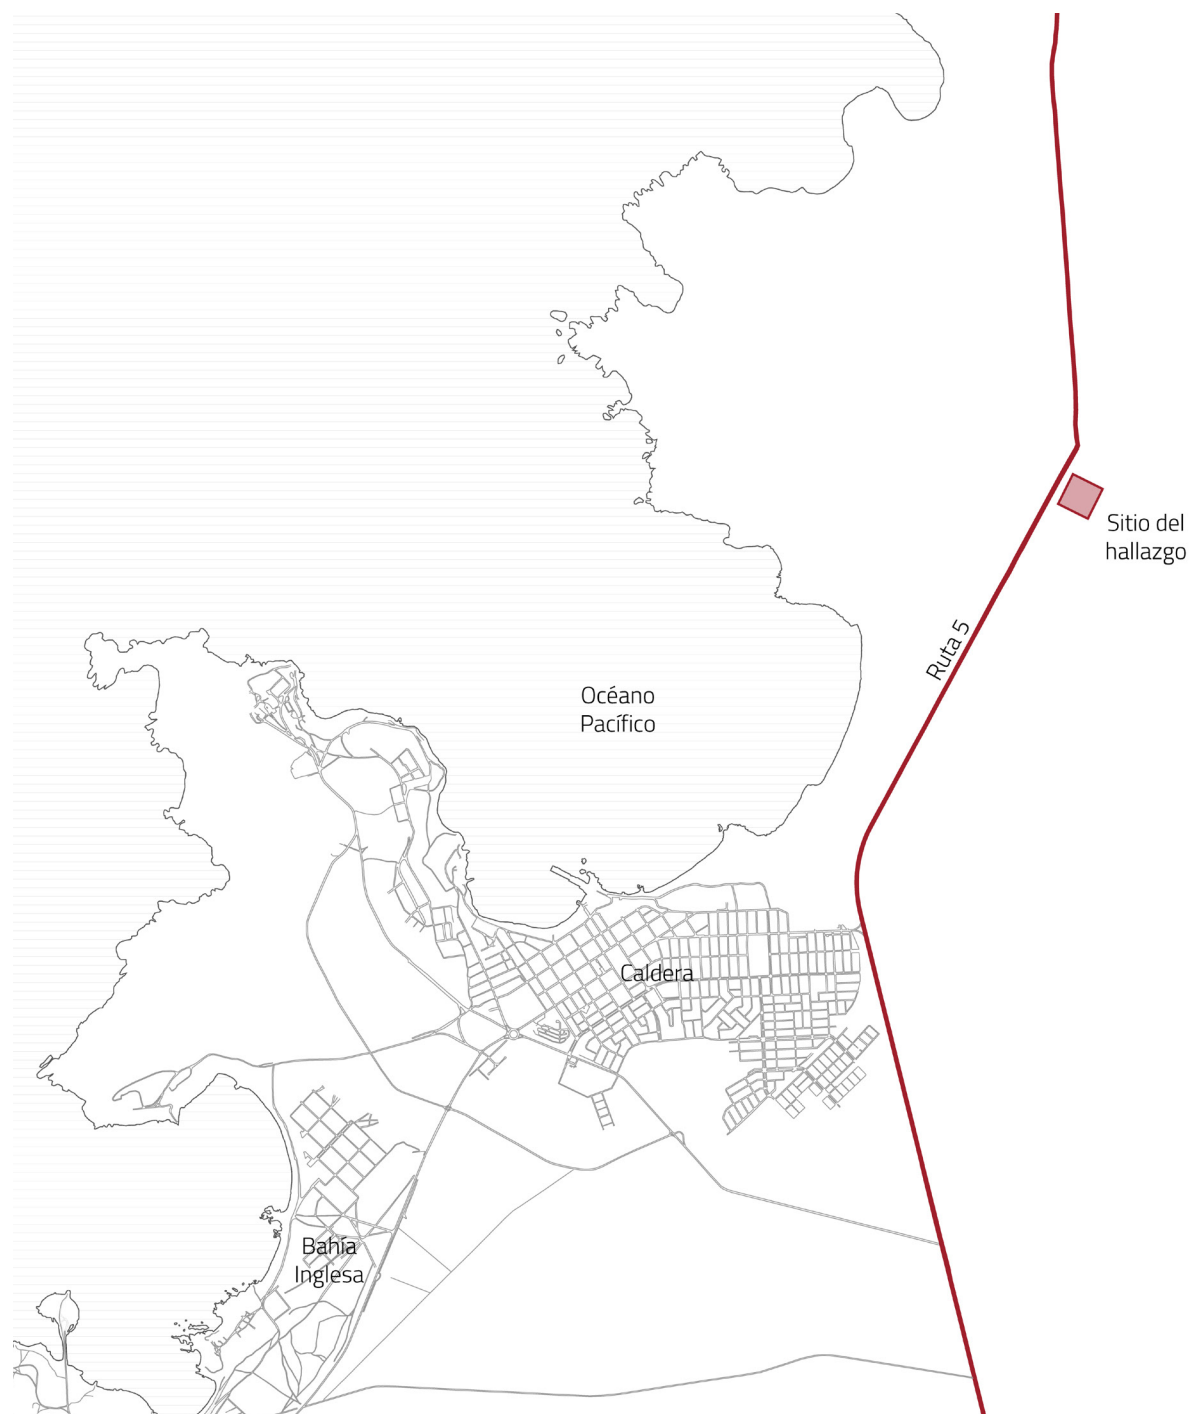 Sitio del
hallazgo
Ruta 5
Océano
Pacífico
Caldera
Bahía
Inglesa